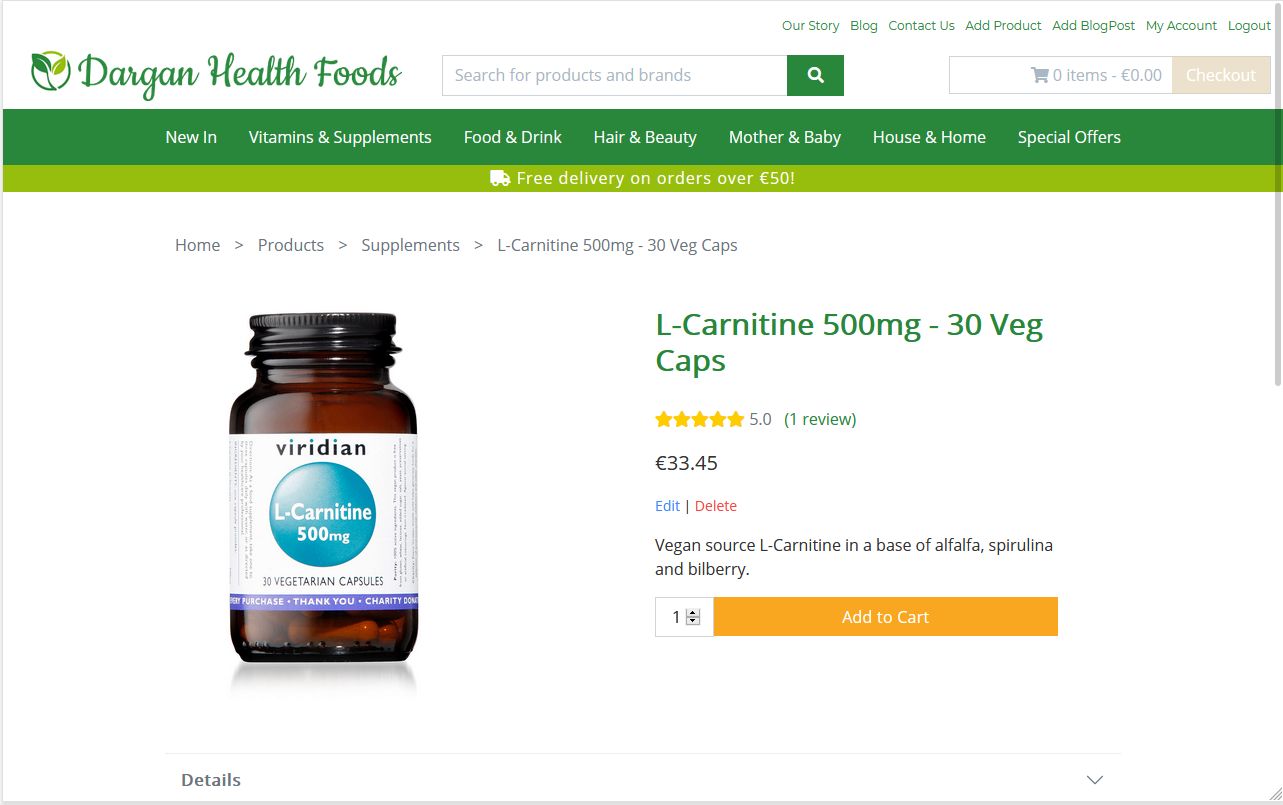 Our Story Blog Contact Us Add Product Add BlogPost My Account Logout
Dargan Health Foods
Search for products and brands
0 items - €0.00 Checkout
New In Vitamins & Supplements Food & Drink Hair & Beauty Mother & Baby House & Home Special Offers
Free delivery on orders over €50!
Home > Products > Supplements > L-Carnitine 500mg - 30 Veg Caps
viridian
L-Carnitine
500mg
30 VEGETARIAN CAPSULES
PURCHASE • THANK YOU • CHARITY
L-Carnitine 500mg - 30 Veg
Caps
5.0 (1 review)
€33.45
Edit | Delete
Vegan source L-Carnitine in a base of alfalfa, spirulina
and bilberry.
1 Add to Cart
Details